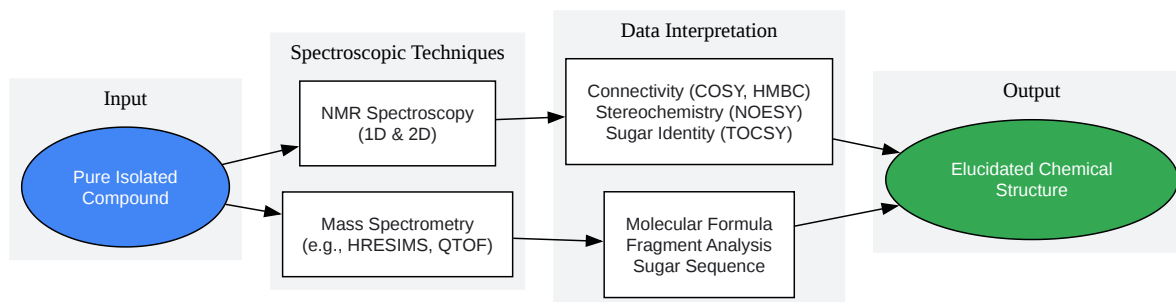 Input
Pure Isolated
Compound
Spectroscopic Techniques
NMR Spectroscopy
(1D & 2D)
Mass Spectrometry
(e.g., HRESIMS, QTOF)
Data Interpretation
Connectivity (COSY, HMBC)
Stereochemistry (NOESY)
Sugar Identity (TOCSY)
Molecular Formula
Fragment Analysis
Sugar Sequence
Output
Elucidated Chemical
Structure